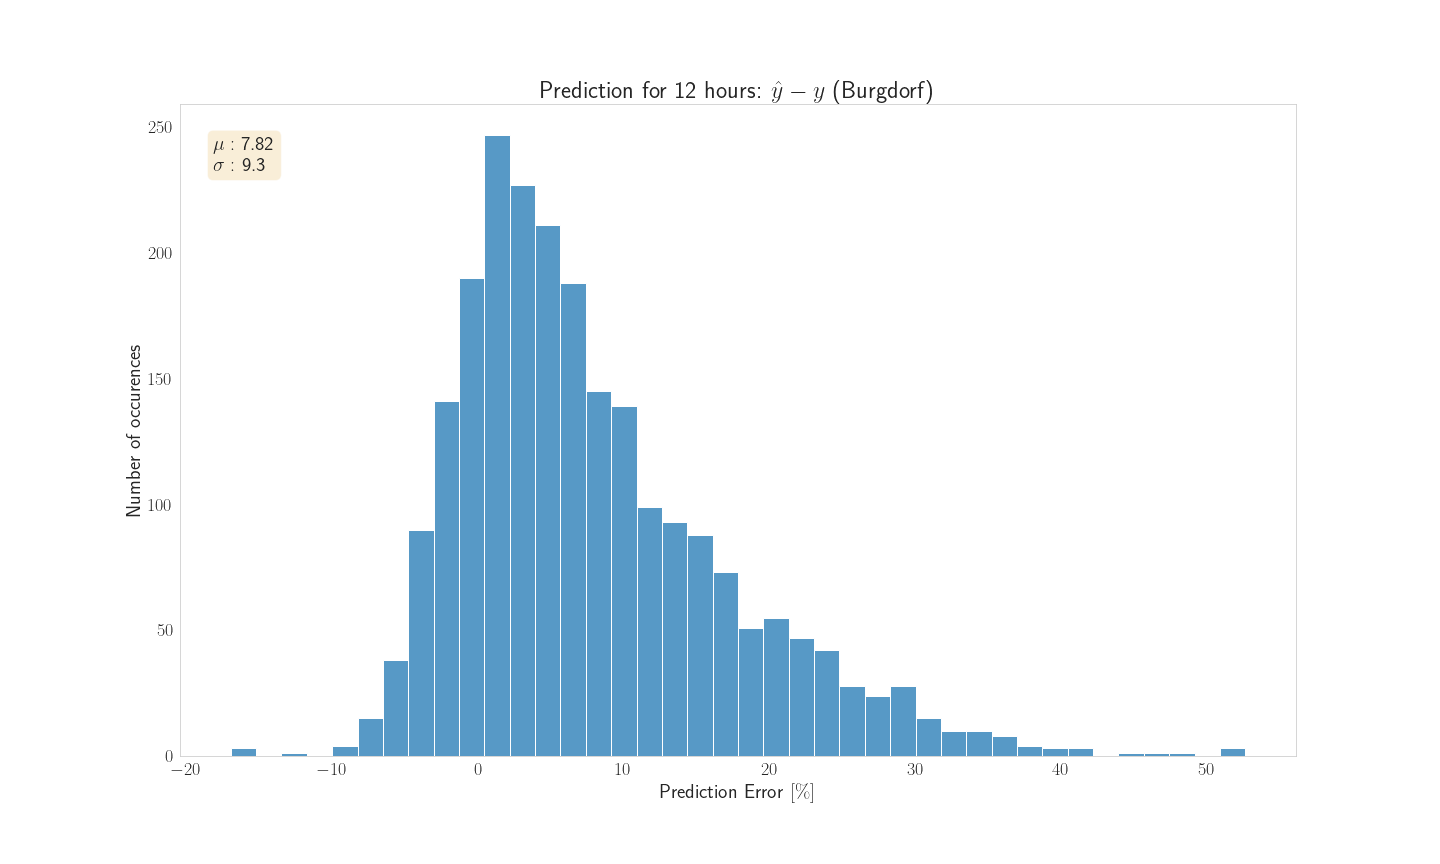 Prediction for 12 hours: ŷ − y (Burgdorf)
μ : 7.82
σ : 9.3
Number of occurences
250
200
150
100
50
0
−20 −10 0 10 20 30 40 50
Prediction Error [%]